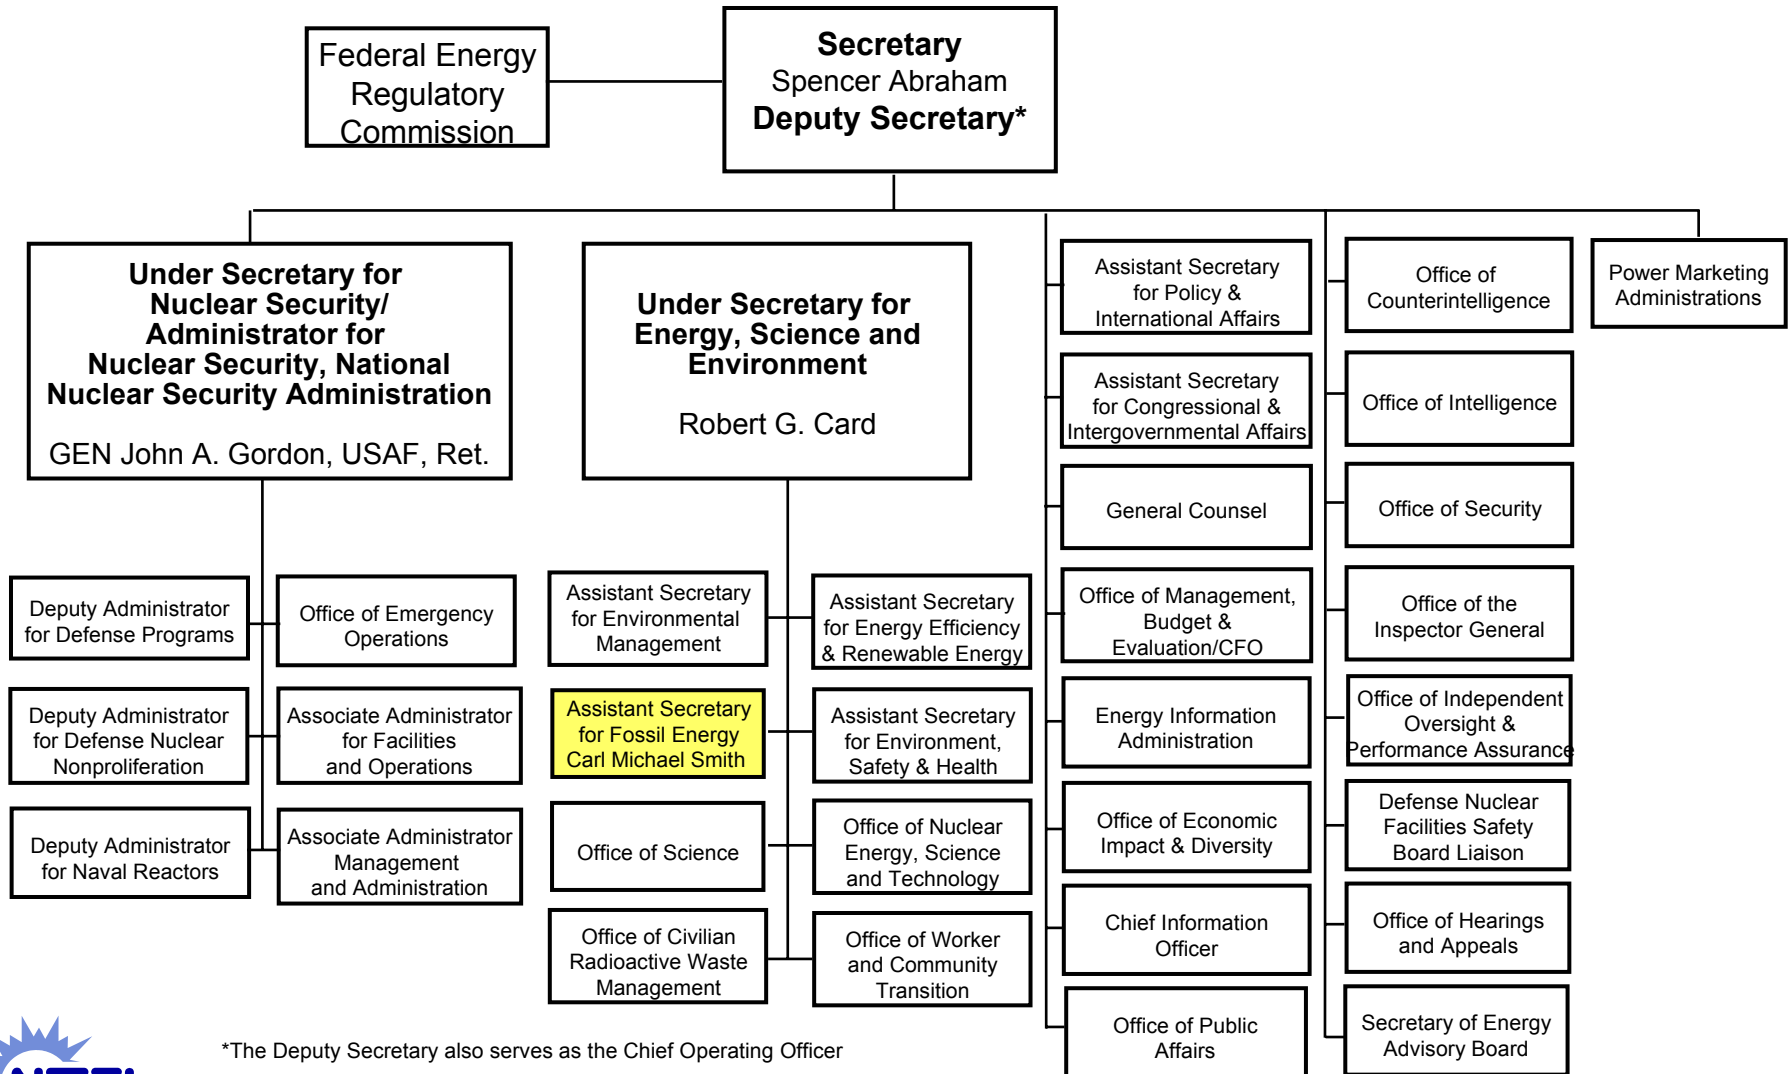 Federal Energy
Regulatory
Commission
Secretary
Spencer Abraham
Deputy Secretary*
Under Secretary for
Nuclear Security/
Administrator for
Nuclear Security, National
Nuclear Security Administration
GEN John A. Gordon, USAF, Ret.
Under Secretary for
Energy, Science and
Environment
Robert G. Card
Assistant Secretary
for Policy &
International Affairs
Office of
Counterintelligence
Power Marketing
Administrations
Assistant Secretary
for Congressional &
Intergovernmental Affairs
Office of Intelligence
General Counsel
Office of Security
Deputy Administrator
for Defense Programs
Office of Emergency
Operations
Assistant Secretary
for Environmental
Management
Assistant Secretary
for Energy Efficiency
& Renewable Energy
Office of Management,
Budget &
Evaluation/CFO
Office of the
Inspector General
Deputy Administrator
for Defense Nuclear
Nonproliferation
Associate Administrator
for Facilities
and Operations
Assistant Secretary
for Fossil Energy
Carl Michael Smith
Assistant Secretary
for Environment,
Safety & Health
Energy Information
Administration
Office of Independent
Oversight &
Performance Assurance
Deputy Administrator
for Naval Reactors
Associate Administrator
Management
and Administration
Office of Science
Office of Nuclear
Energy, Science
and Technology
Office of Economic
Impact & Diversity
Defense Nuclear
Facilities Safety
Board Liaison
Office of Civilian
Radioactive Waste
Management
Office of Worker
and Community
Transition
Chief Information
Officer
Office of Hearings
and Appeals
Office of Public
Affairs
Secretary of Energy
Advisory Board
*The Deputy Secretary also serves as the Chief Operating Officer